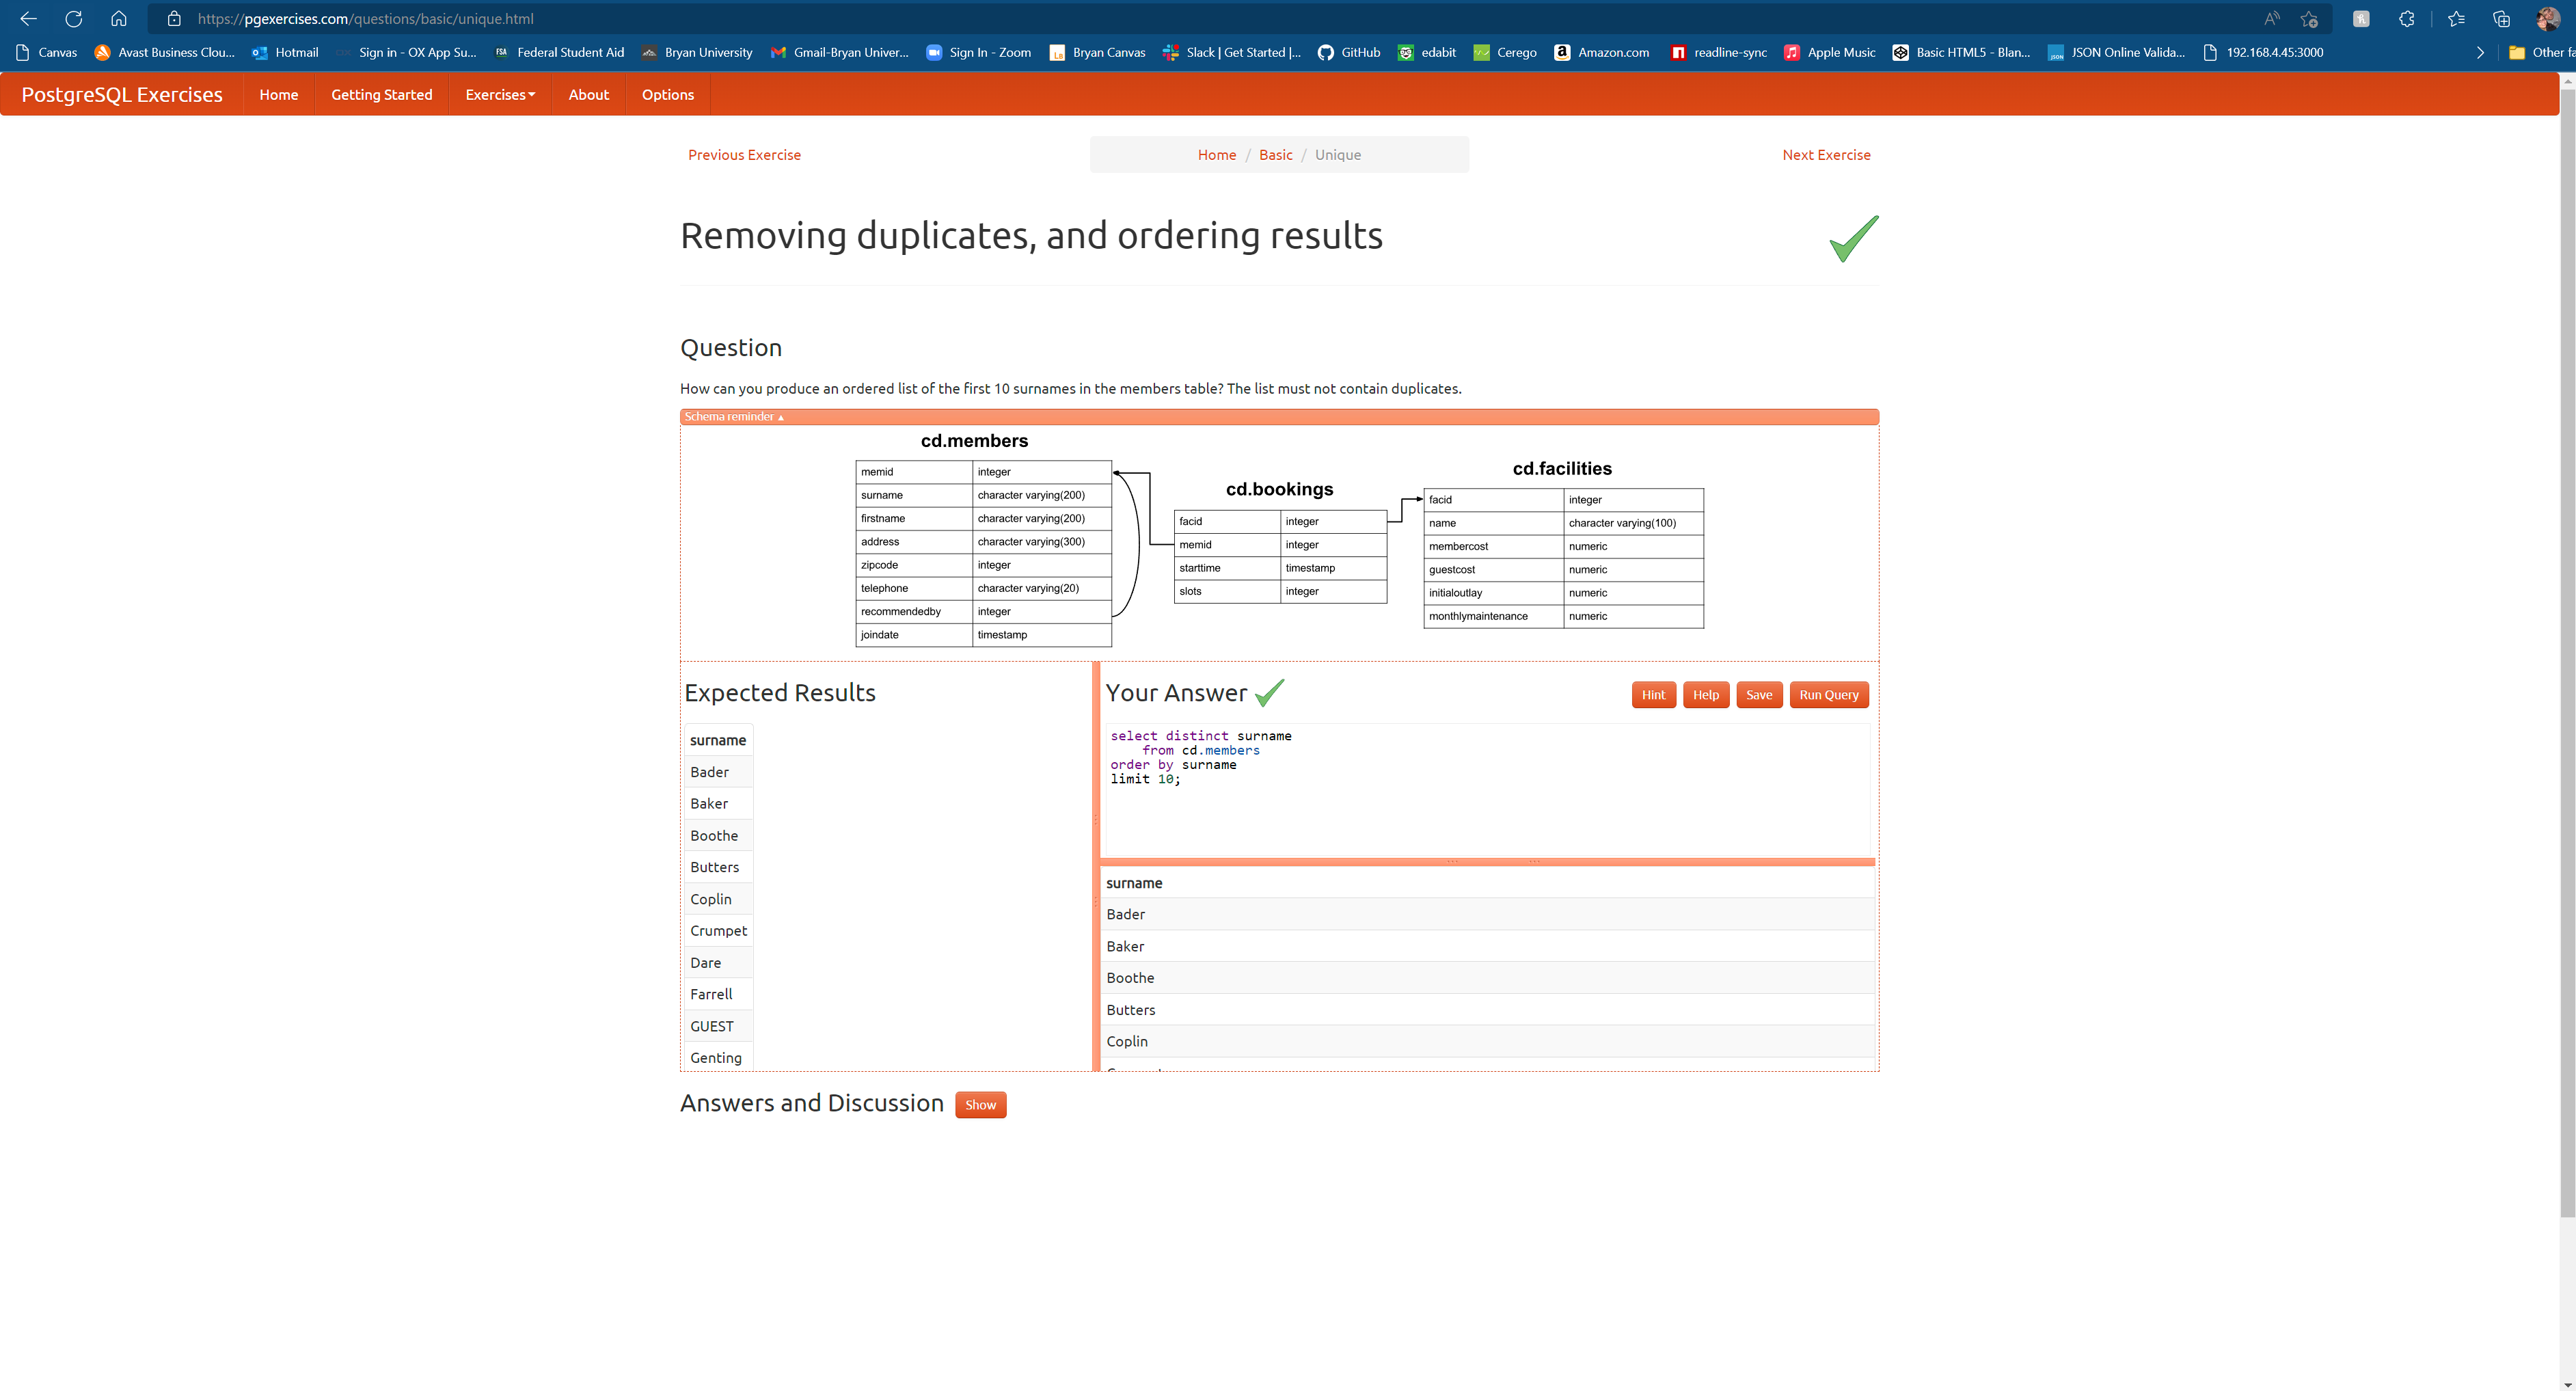 https://pgexercises.com/questions/basic/unique.html
Canvas Avast Business Clou... Hotmail Sign in - OX App Su... Federal Student Aid Bryan University Gmail-Bryan Univer... Sign In - Zoom Bryan Canvas Slack | Get Started |... GitHub edabit Cerego Amazon.com readline-sync Apple Music Basic HTML5 - Blan... JSON Online Valida... 192.168.4.45:3000 Other fa
PostgreSQL Exercises Home Getting Started Exercises About Options
Previous Exercise Home / Basic / Unique Next Exercise
Removing duplicates, and ordering results
Question
How can you produce an ordered list of the first 10 surnames in the members table? The list must not contain duplicates.
Schema reminder ▲
cd.members
memid integer
surname character varying(200)
firstname character varying(200)
address character varying(300)
zipcode integer
telephone character varying(20)
recommendedby integer
joindate timestamp
cd.bookings
facid integer
memid integer
starttime timestamp
slots integer
cd.facilities
facid integer
name character varying(100)
membercost numeric
guestcost numeric
initialoutlay numeric
monthlymaintenance numeric
Expected Results
surname
Bader
Baker
Boothe
Butters
Coplin
Crumpet
Dare
Farrell
GUEST
Genting
Your Answer Hint Help Save Run Query
select distinct surname
from cd.members
order by surname
limit 10;
surname
Bader
Baker
Boothe
Butters
Coplin
Answers and Discussion Show